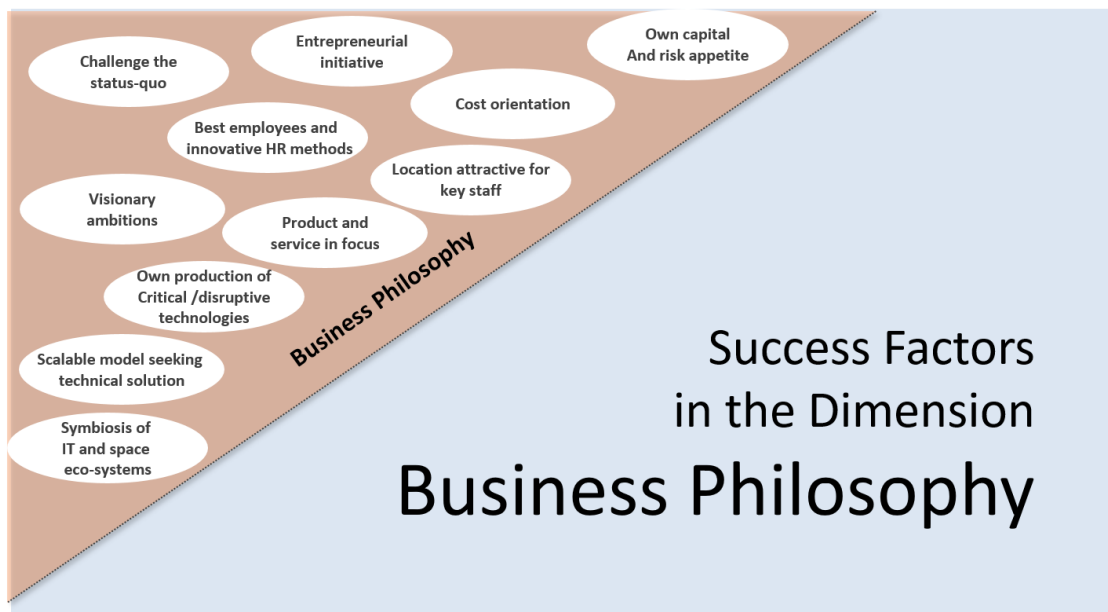 Challenge the
status-quo
Entrepreneurial
initiative
Own capital
And risk appetite
Cost orientation
Best employees and
innovative HR methods
Location attractive for
key staff
Visionary
ambitions
Product and
service in focus
Own production of
Critical /disruptive
technologies
Business Philosophy
Scalable model seeking
technical solution
Symbiosis of
IT and space
eco-systems
Success Factors
in the Dimension
Business Philosophy